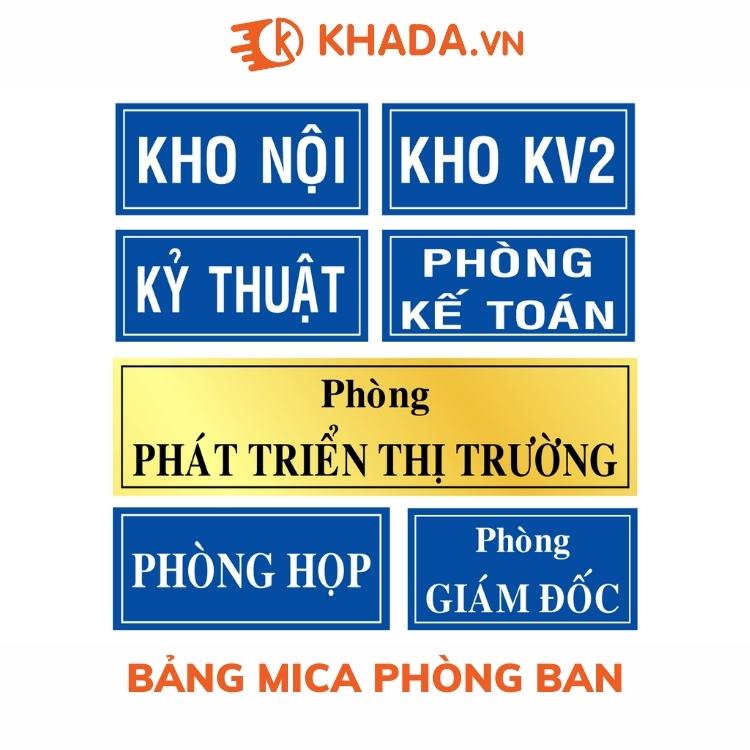 KHADA.vn
KHO NỘI
KHO KV2
KỶ THUẬT
PHÒNG
KẾ TOÁN
Phòng
PHÁT TRIỂN THỊ TRƯỜNG
PHÒNG HỌP
Phòng
GIÁM ĐỐC
BẢNG MICA PHÒNG BAN